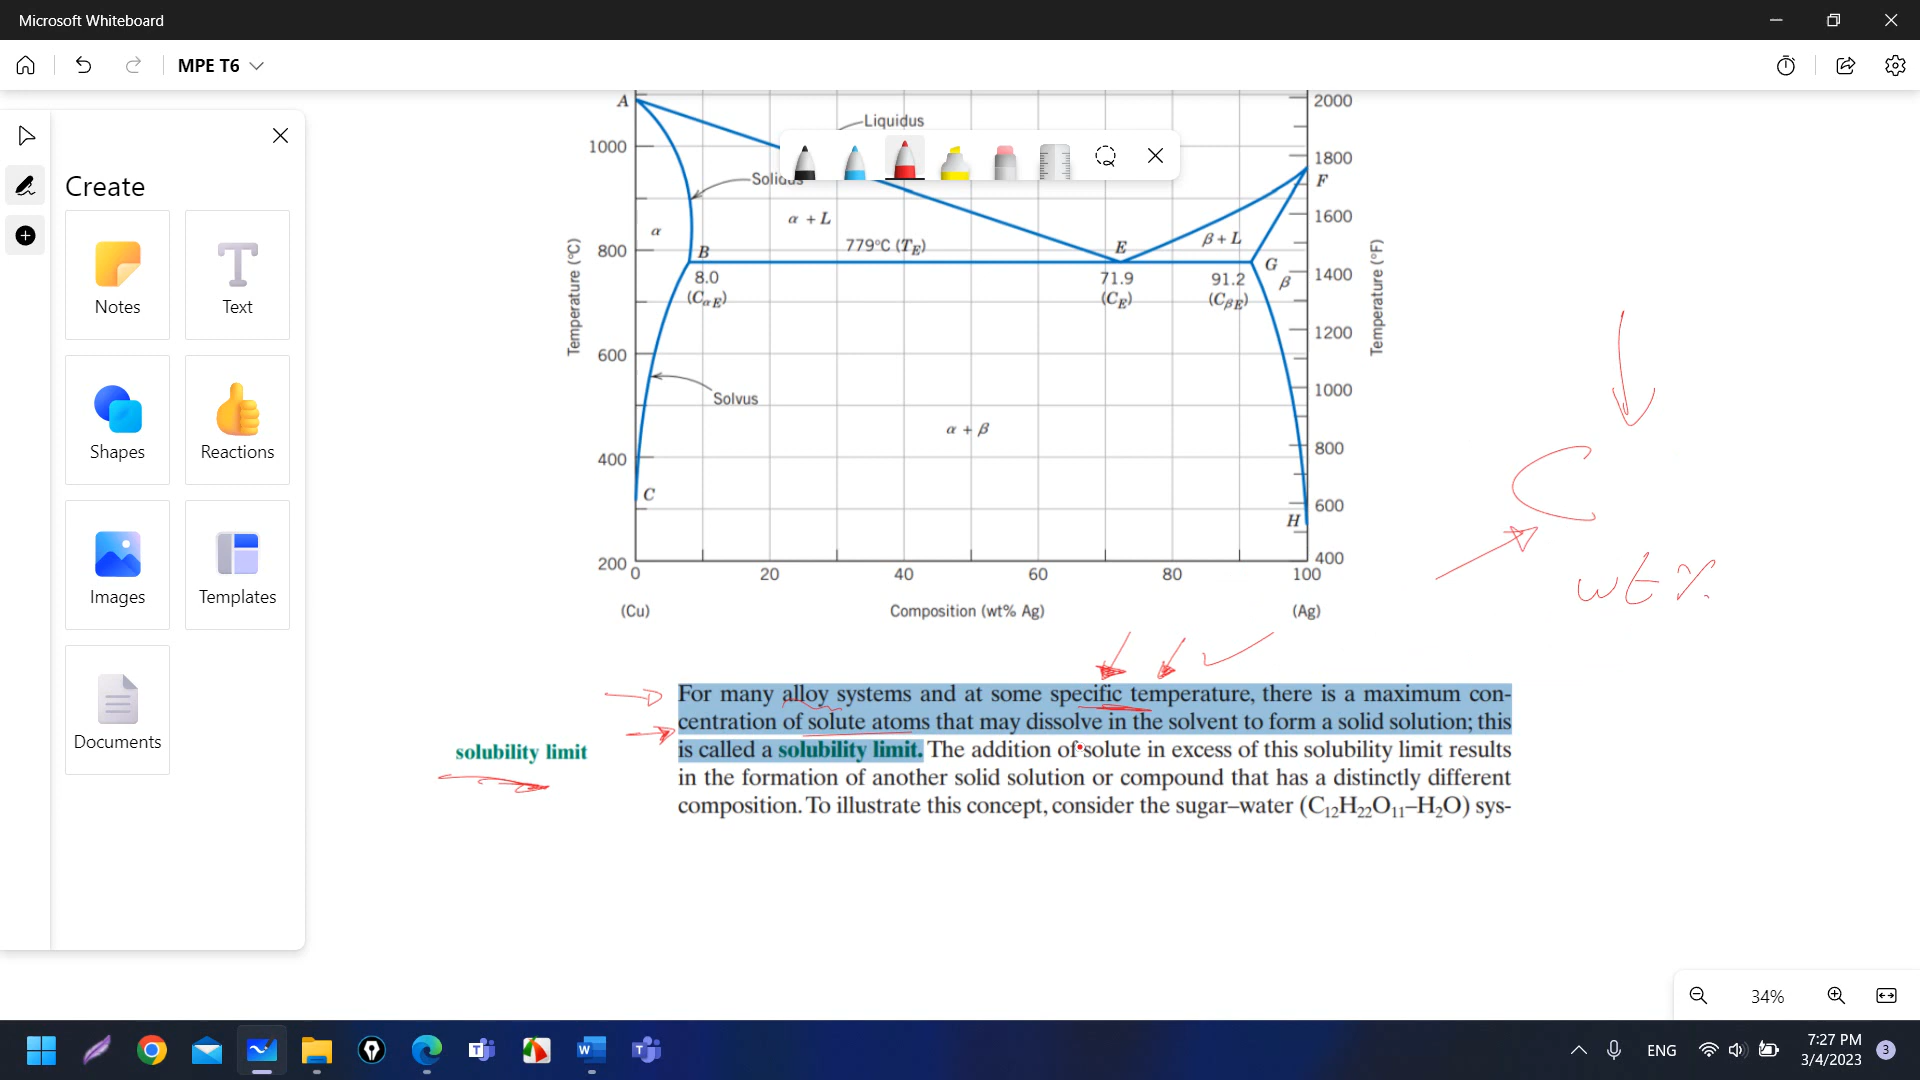 Microsoft Whiteboard
MPE T6
Create
Notes
Text
Shapes
Reactions
Images
Templates
Documents
A
Liquidus
2000
1000
1800
Solidus
F
α + L
1600
α
β + L
Temperature (°C)
Temperature (°F)
800
B
779°C (T_E)
E
G
8.0
71.9
91.2
1400
(C_αE)
(C_E)
(C_βE)
β
1200
600
1000
Solvus
α + β
800
400
C
600
H
200
400
0 20 40 60 80 100
(Cu)
Composition (wt% Ag)
(Ag)
C
wt %
For many alloy systems and at some specific temperature, there is a maximum con-
centration of solute atoms that may dissolve in the solvent to form a solid solution; this
solubility limit
is called a solubility limit. The addition of solute in excess of this solubility limit results
in the formation of another solid solution or compound that has a distinctly different
composition. To illustrate this concept, consider the sugar–water (C₁₂H₂₂O₁₁–H₂O) sys-
34%
ENG
7:27 PM
3/4/2023
3